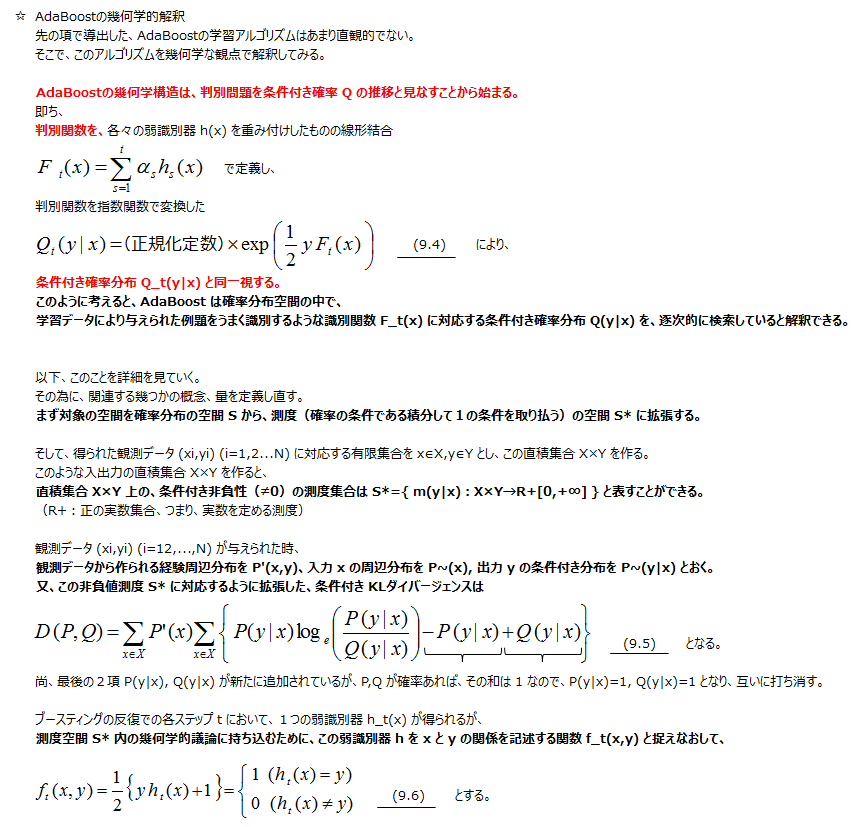 ☆ AdaBoostの幾何学的解釈
先の項で導出した、AdaBoostの学習アルゴリズムはあまり直観的でない。
そこで、このアルゴリズムを幾何学な観点で解釈してみる。
AdaBoostの幾何学構造は、判別問題を条件付き確率 Q の推移と見なすことから始まる。
即ち、
判別関数を、各々の弱識別器 h(x) を重み付けしたものの線形結合
F_t(x) = \sum_{s=1}^{t} α_s h_s(x) で定義し、
判別関数を指数関数で変換した
Q_t(y|x) = (正規化定数) × exp( \frac{1}{2} y F_t(x) ) (9.4) により、
条件付き確率分布 Q_t(y|x) と同一視する。
このように考えると、AdaBoost は確率分布空間の中で、
学習データにより与えられた例題をうまく識別するような識別関数 F_t(x) に対応する条件付き確率分布 Q(y|x) を、逐次的に検索していると解釈できる。
以下、このことを詳細を見ていく。
その為に、関連する幾つかの概念、量を定義し直す。
まず対象の空間を確率分布の空間 S から、測度（確率の条件である積分して１の条件を取り払う）の空間 S* に拡張する。
そして、得られた観測データ (xi,yi) (i=1,2...N) に対応する有限集合を x∈X,y∈Y とし、この直積集合 X×Y を作る。
このような入出力の直積集合 X×Y を作ると、
直積集合 X×Y 上の、条件付き非負性（≠0）の測度集合は S*={ m(y|x) : X×Y→R+[0,+∞] } と表すことができる。
（R+：正の実数集合、つまり、実数を定める測度）
観測データ (xi,yi) (i=12,...,N) が与えられた時、
観測データから作られる経験周辺分布を P'(x,y)、入力 x の周辺分布を P~(x), 出力 y の条件付き分布を P~(y|x) とおく。
又、この非負値測度 S* に対応するように拡張した、条件付き KLダイバージェンスは
D(P,Q) = \sum_{x∈X} P'(x) \sum_{x∈X} { P(y|x) log_e( \frac{P(y|x)}{Q(y|x)} ) - P(y|x) + Q(y|x) } (9.5) となる。
尚、最後の２項 P(y|x), Q(y|x) が新たに追加されているが、P,Q が確率あれば、その和は 1 なので、P(y|x)=1, Q(y|x)=1 となり、互いに打ち消す。
ブースティングの反復での各ステップ t において、１つの弱識別器 h_t(x) が得られるが、
測度空間 S* 内の幾何学的議論に持ち込むために、この弱識別器 h を x と y の関係を記述する関数 f_t(x,y) と捉えなおして、
f_t(x,y) = \frac{1}{2} { y h_t(x) + 1 } = { 1 (h_t(x) = y) 0 (h_t(x) ≠ y) (9.6) とする。